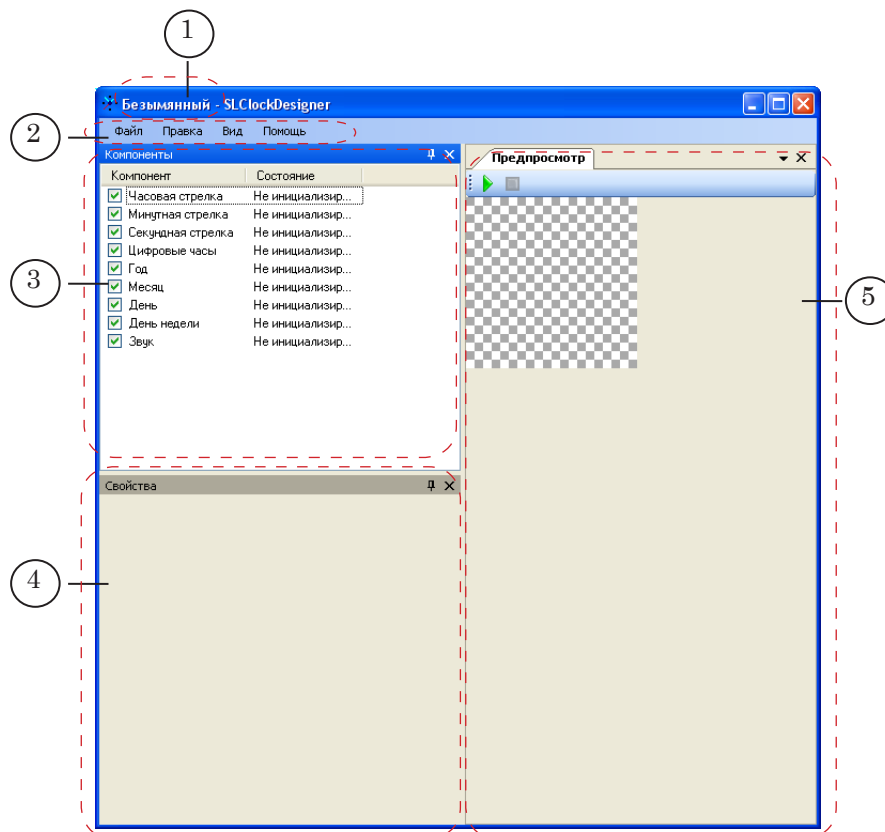 1
Безымянный - SLClockDesigner
2
Файл Правка Вид Помощь
Компоненты
Предпросмотр
Компонент Состояние
Часовая стрелка Не инициализир...
Минутная стрелка Не инициализир...
Секундная стрелка Не инициализир...
Цифровые часы Не инициализир...
Год Не инициализир...
3
Месяц Не инициализир...
5
День Не инициализир...
День недели Не инициализир...
Звук Не инициализир...
Свойства
4